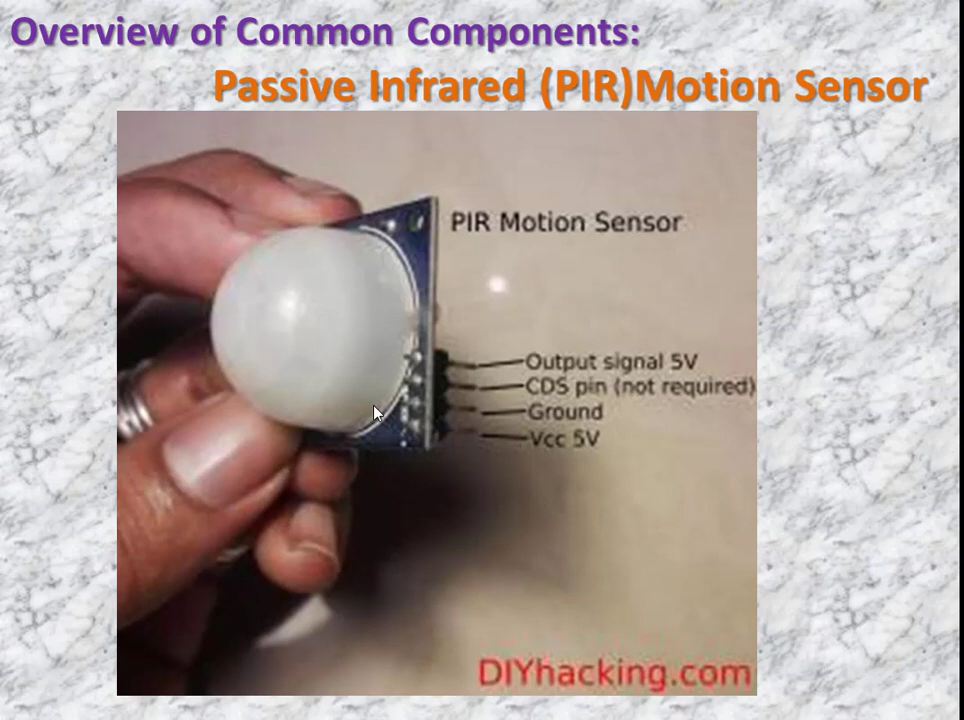 Overview of Common Components:
Passive Infrared (PIR)Motion Sensor
PIR Motion Sensor
Output signal 5V
CDS pin (not required)
Ground
Vcc 5V
DIYhacking.com